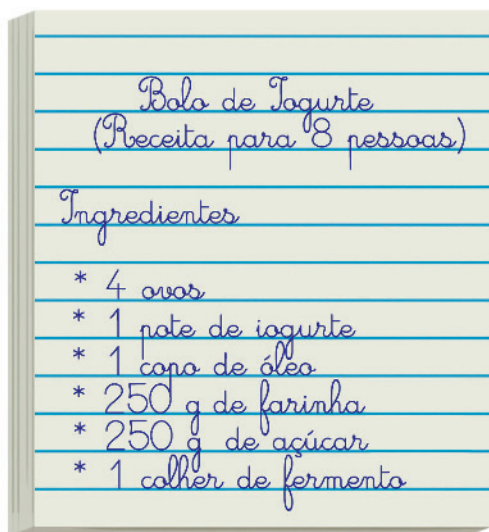 Bolo de Iogurte
(Receita para 8 pessoas)
Ingredientes
* 4 ovos
* 1 pote de iogurte
* 1 copo de óleo
* 250 g de farinha
* 250 g de açúcar
* 1 colher de fermento